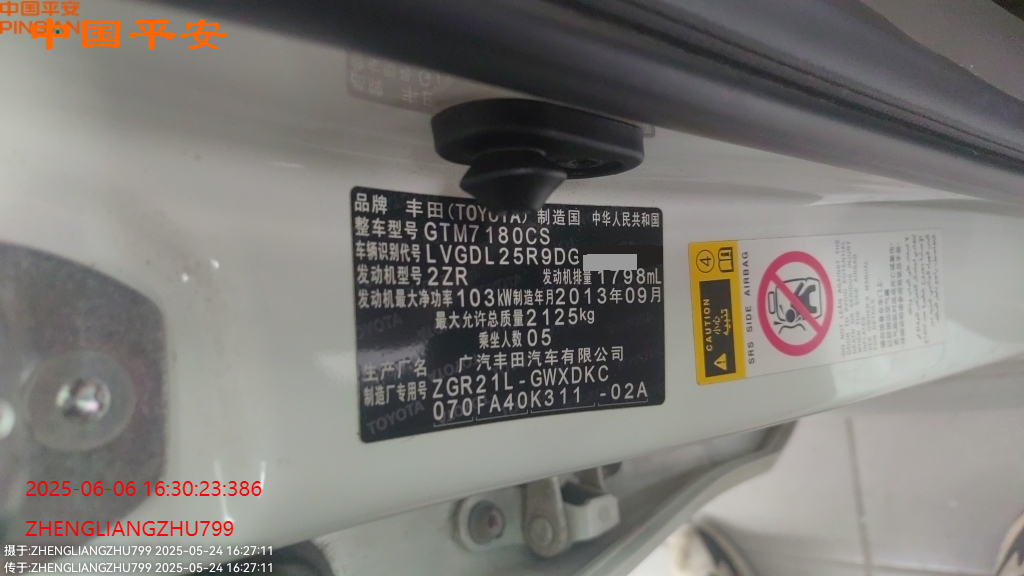 中国平安
PINGAN
中国平安
品牌 丰田(TOYOTA) 制造国 中华人民共和国
整车型号 GTM7180CS
车辆识别代号 LVGDL25R9DG
发动机型号 2ZR 发动机排量 1798mL
发动机最大净功率 103kW 制造年月 2013年09月
最大允许总质量 2125kg
乘坐人数 05
生产厂名 广汽丰田汽车有限公司
制造厂专用号 ZGR21L-GWXDKC
070FA40K311 -02A
TOYOTA
TOYOTA
4
CAUTION
小心
SRS SIDE AIRBAG
2025-06-06 16:30:23:386
ZHENGLIANGZHU799
摄于:ZHENGLIANGZHU799 2025-05-24 16:27:11
传于:ZHENGLIANGZHU799 2025-05-24 16:27:11